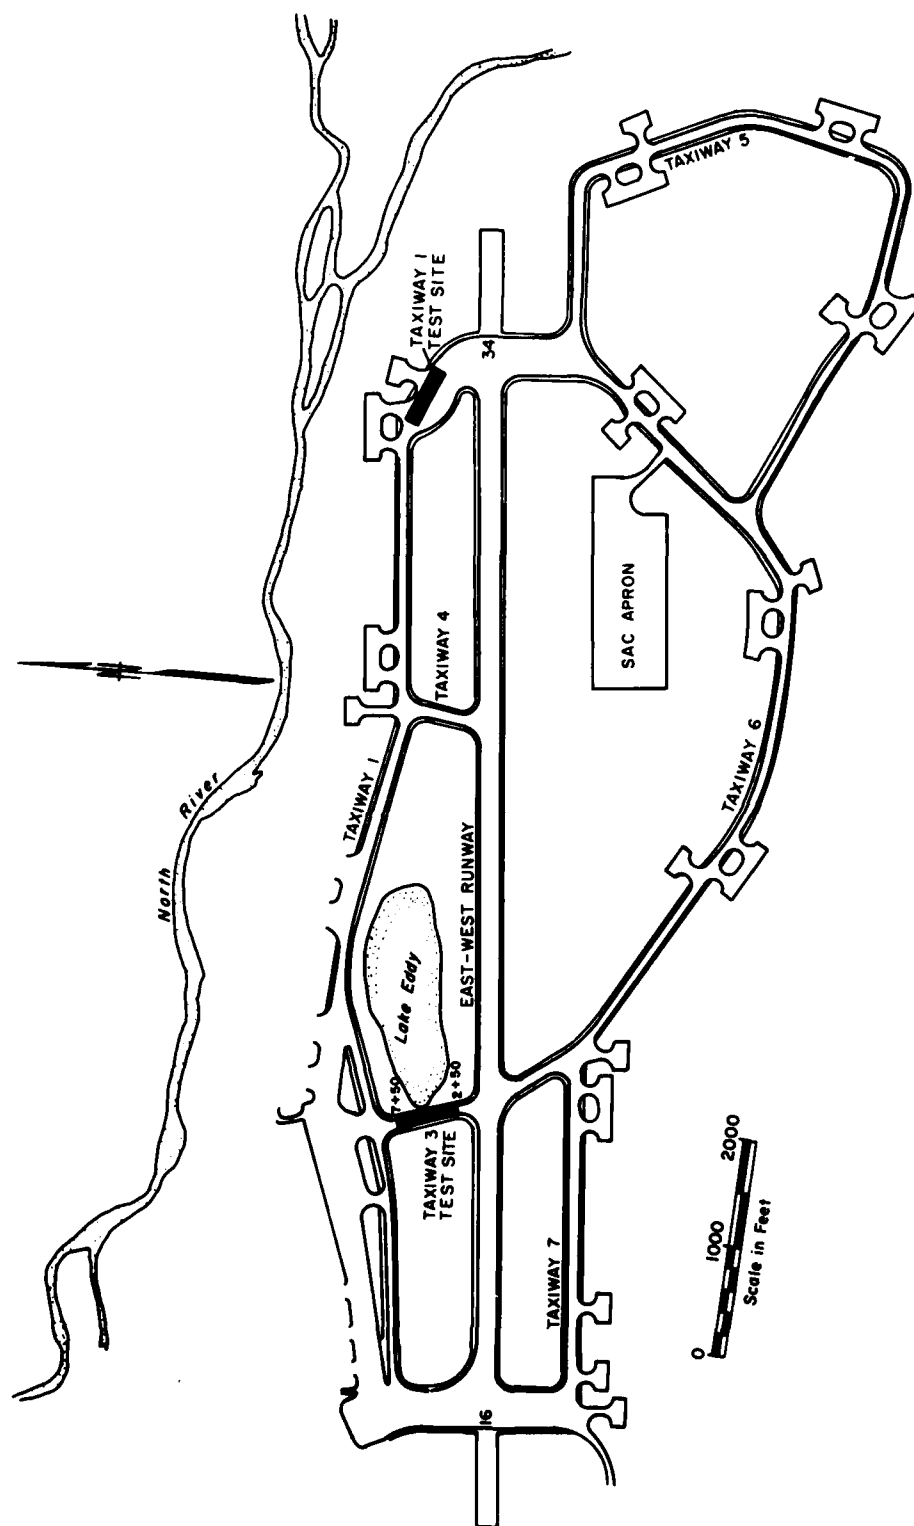 North River
TAXIWAY 1
TEST SITE
TAXIWAY 5
34
TAXIWAY 4
SAC APRON
TAXIWAY 1
TAXIWAY 6
Lake Eddy
EAST-WEST RUNWAY
7+50
2+50
TAXIWAY 3
TEST SITE
TAXIWAY 7
0 1000 2000
Scale in Feet
16